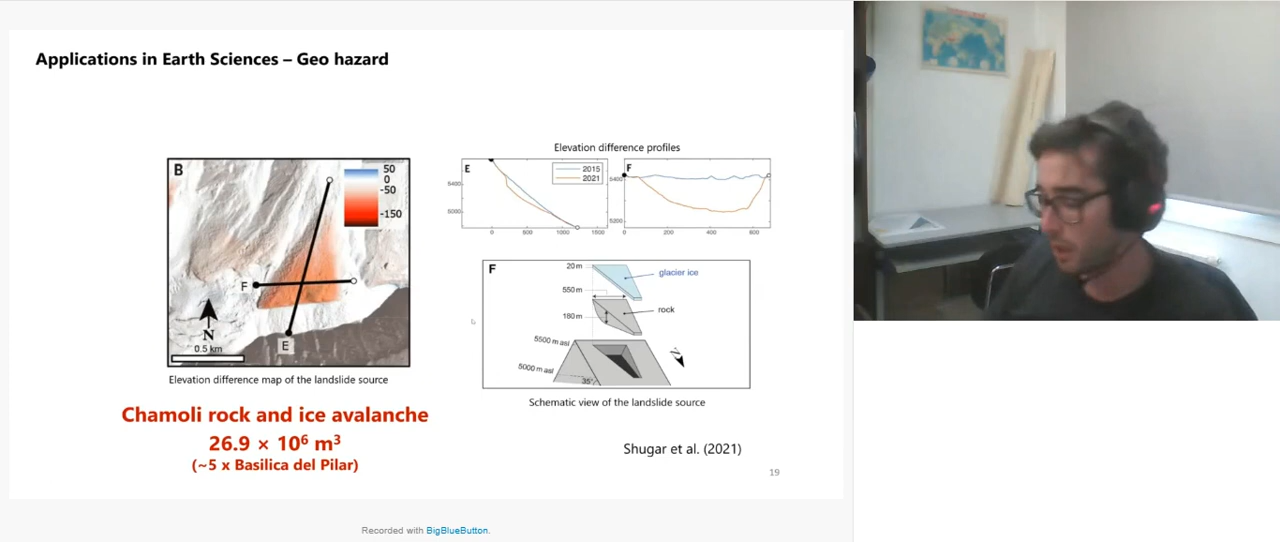 Applications in Earth Sciences – Geo hazard
B
50
0
-50
-150
F
E
N
0.5 km
Elevation difference map of the landslide source
Chamoli rock and ice avalanche
26.9 × 10⁶ m³
(~5 x Basilica del Pilar)
Elevation difference profiles
E
2015
2021
5400
5000
0
500
1000
1500
F
5400
5200
0
200
400
600
F
20 m
glacier ice
550 m
rock
180 m
5500 m asl
5000 m asl
35°
N
Schematic view of the landslide source
Shugar et al. (2021)
19
Recorded with BigBlueButton.